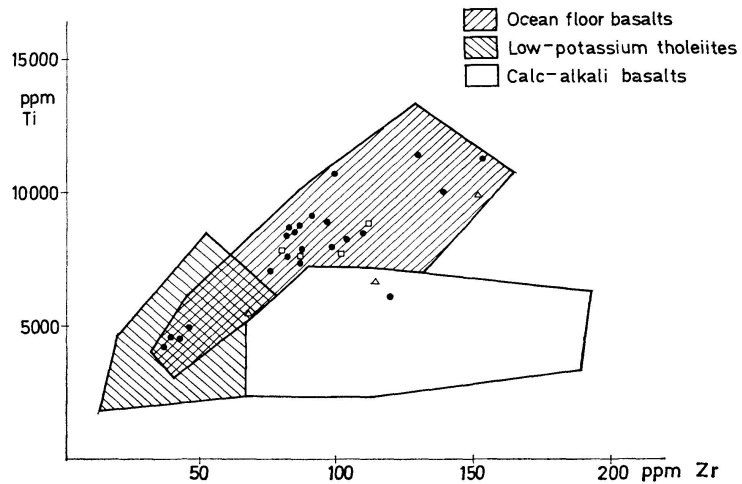 Ocean floor basalts
Low-potassium tholeiites
Calc-alkali basalts
15000
ppm
Ti
10000
5000
50
100
150
200
ppm Zr